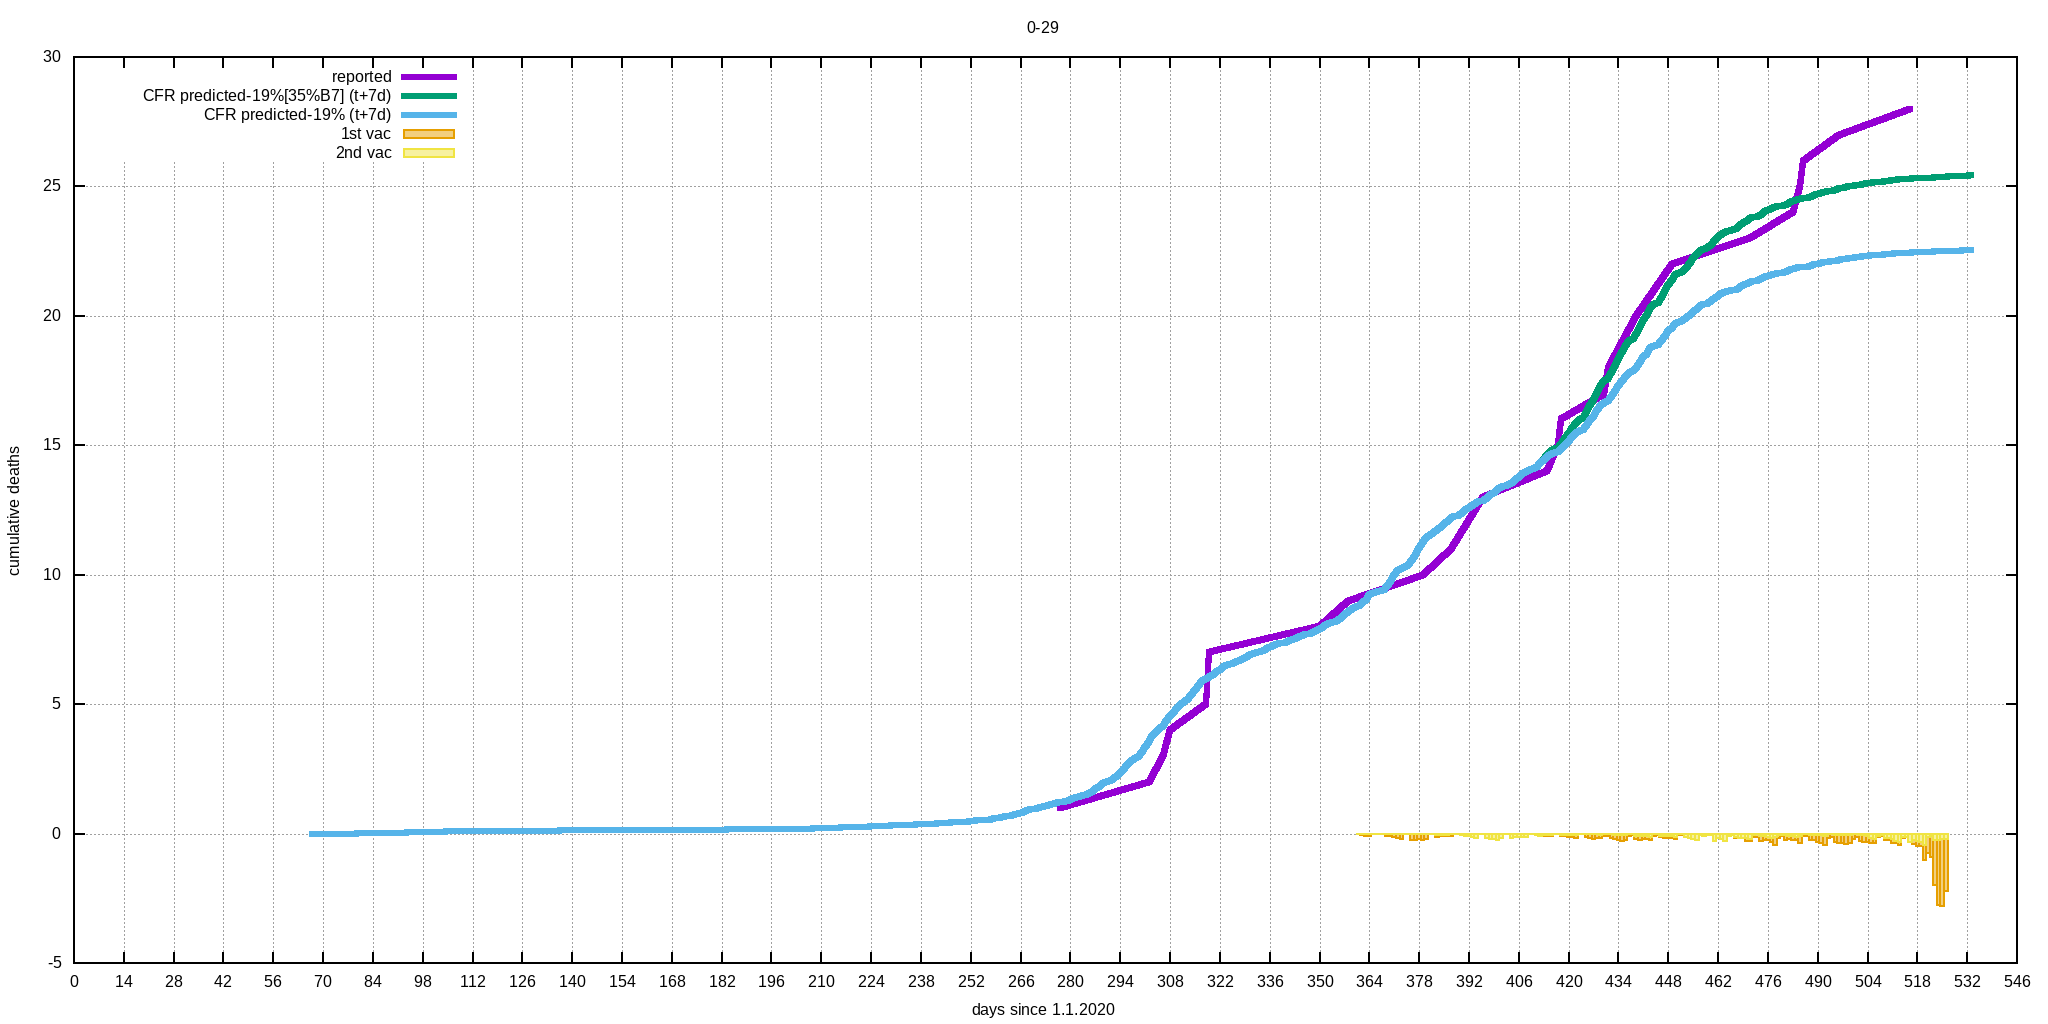 0-29
reported
CFR predicted-19%[35%B7] (t+7d)
CFR predicted-19% (t+7d)
1st vac
2nd vac
30
25
20
15
10
5
0
-5
cumulative deaths
0 14 28 42 56 70 84 98 112 126 140 154 168 182 196 210 224 238 252 266 280 294 308 322 336 350 364 378 392 406 420 434 448 462 476 490 504 518 532 546
days since 1.1.2020